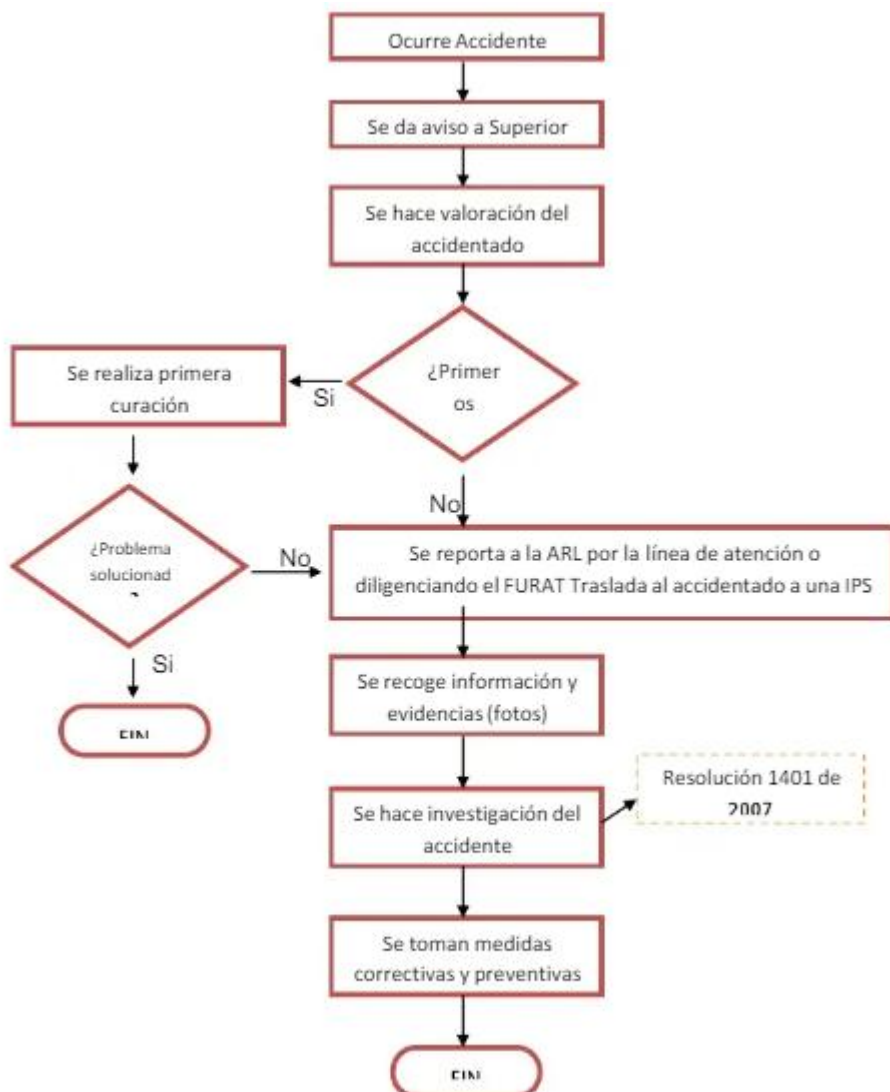 Ocurre Accidente
Se da aviso a Superior
Se hace valoración del
accidentado
¿Primer
os
Si
Se realiza primera
curación
No
¿Problema
solucionad
No
Se reporta a la ARL por la línea de atención o
diligenciando el FURAT Traslada al accidentado a una IPS
Si
FIN
Se recoge información y
evidencias (fotos)
Se hace investigación del
accidente
Resolución 1401 de
2007
Se toman medidas
correctivas y preventivas
FIN